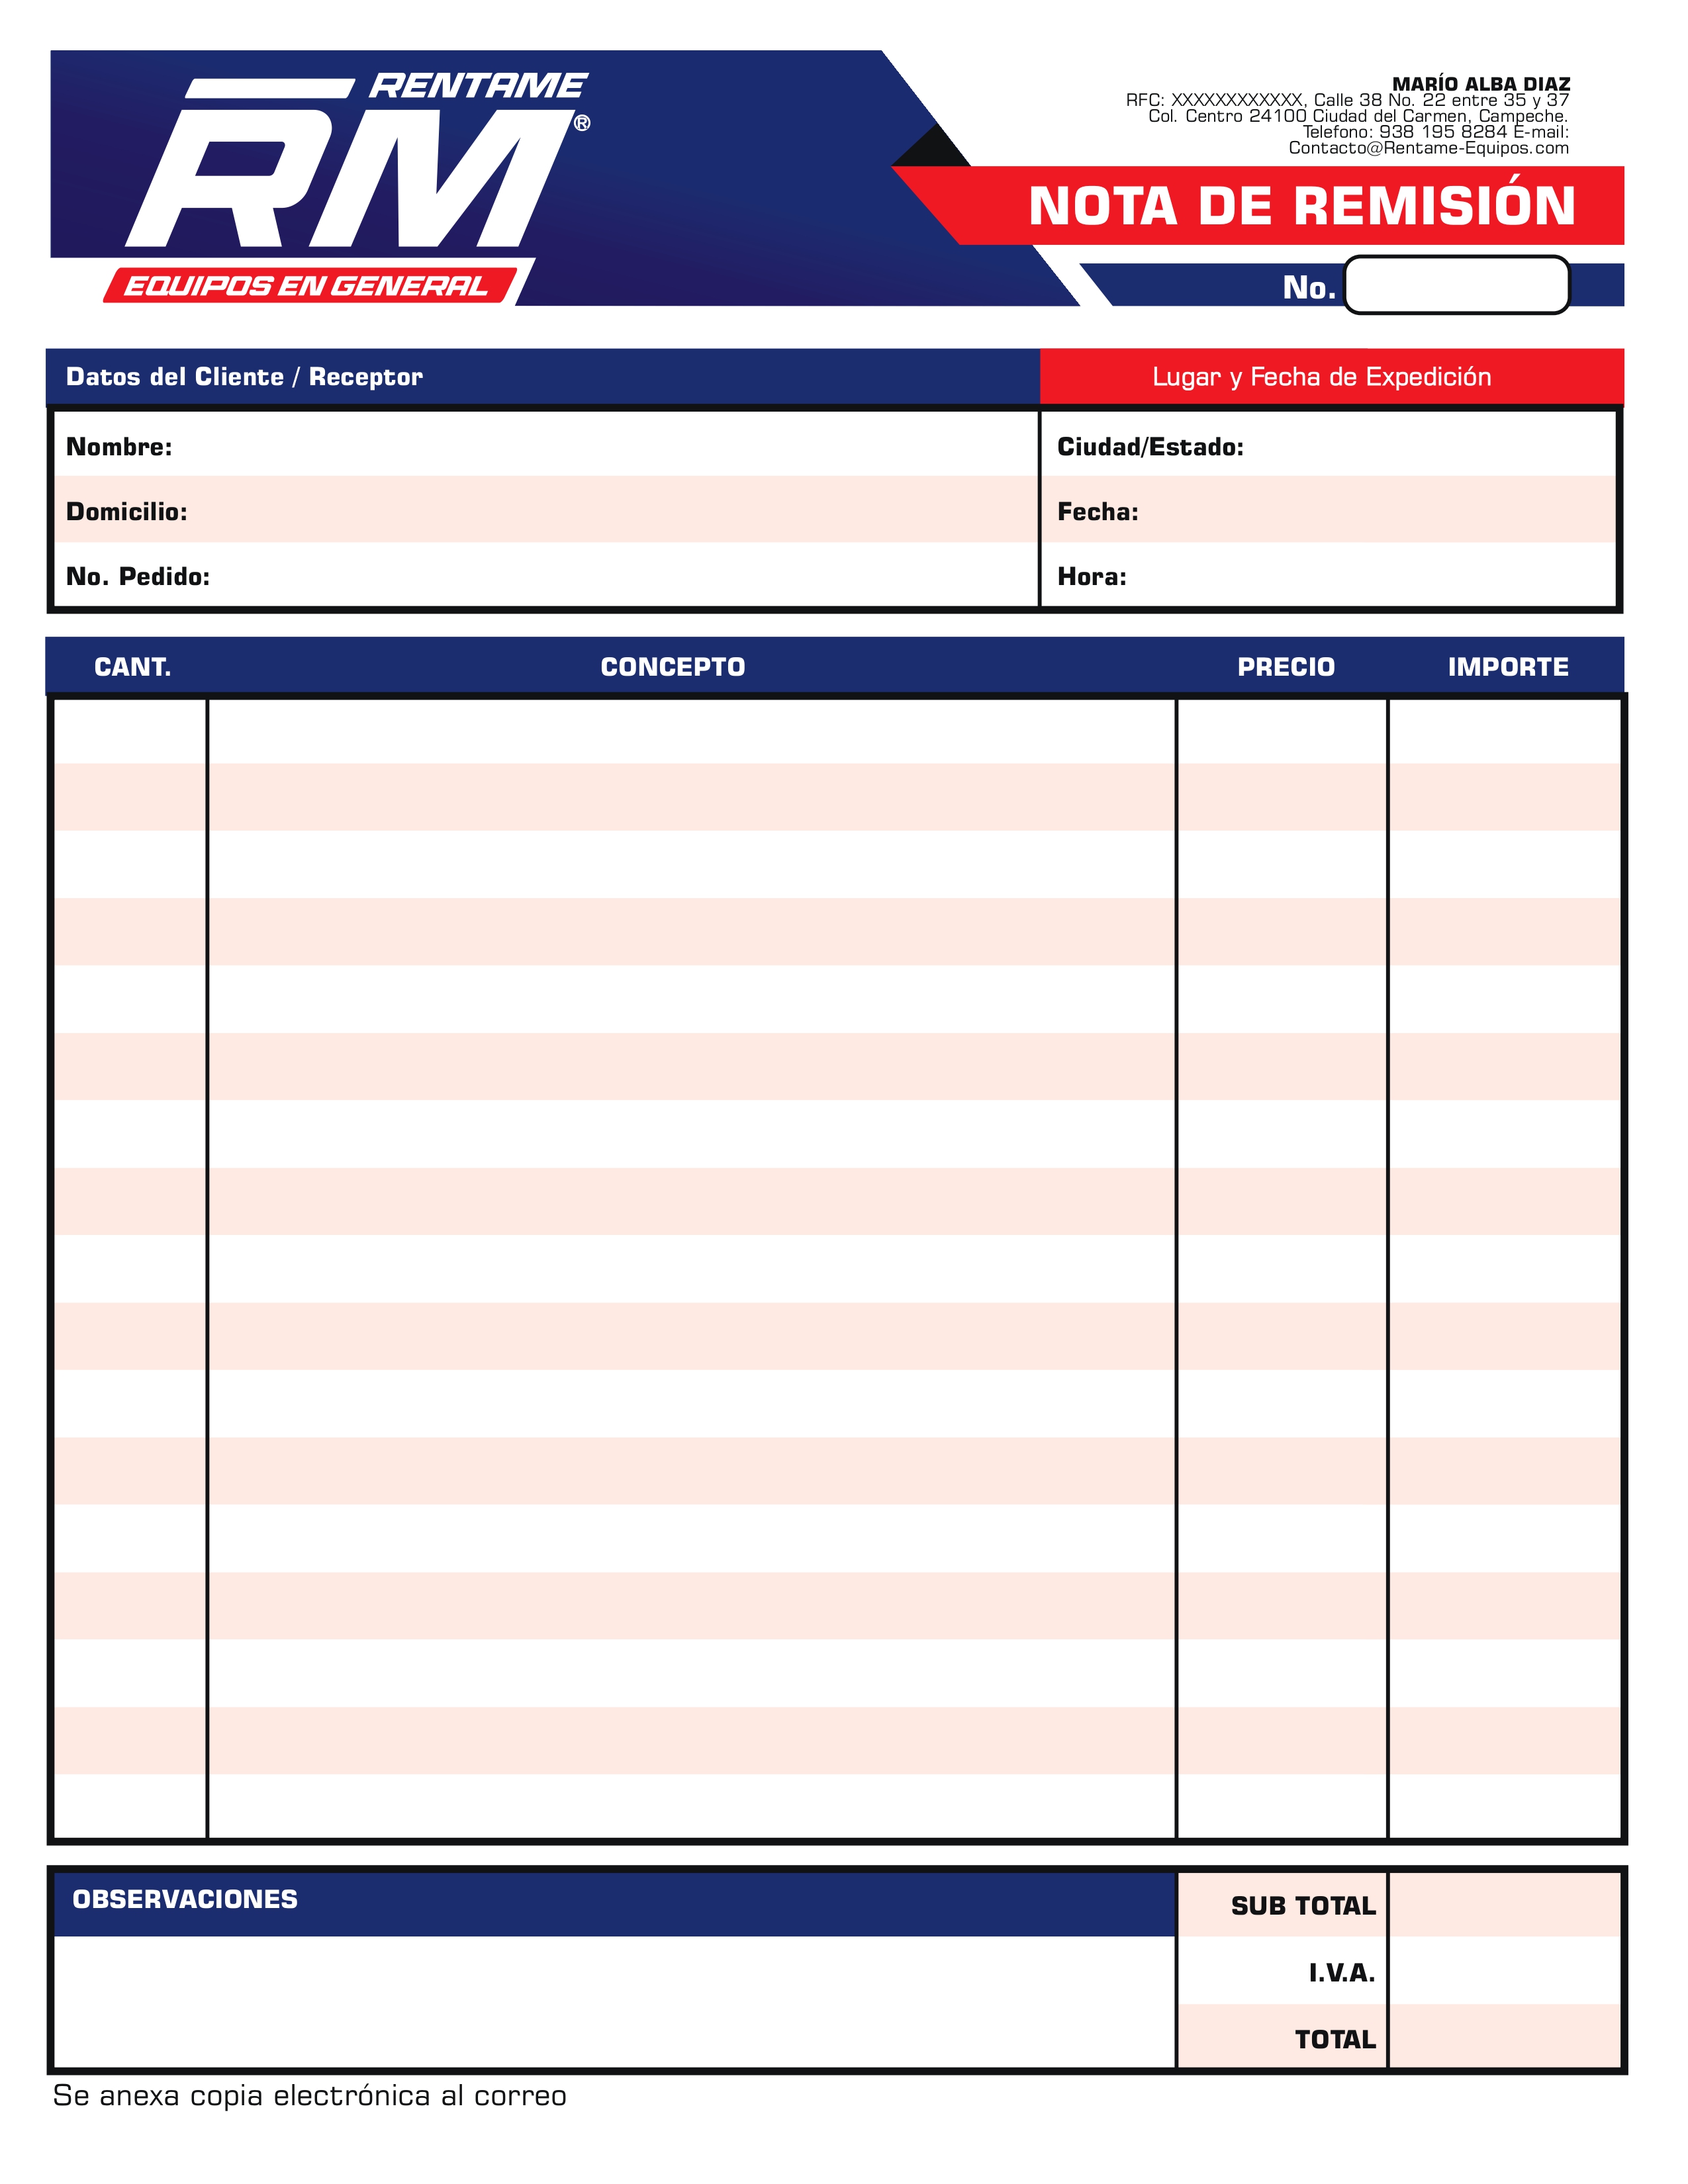 RENTAME
RM®
EQUIPOS EN GENERAL
MARÍO ALBA DIAZ
RFC: XXXXXXXXXXXX, Calle 38 No. 22 entre 35 y 37
Col. Centro 24100 Ciudad del Carmen, Campeche.
Telefono: 938 195 8284 E-mail:
Contacto@Rentame-Equipos.com
NOTA DE REMISIÓN
No.
Datos del Cliente / Receptor
Lugar y Fecha de Expedición
Nombre:
Ciudad/Estado:
Domicilio:
Fecha:
No. Pedido:
Hora:
CANT. CONCEPTO PRECIO IMPORTE
OBSERVACIONES
SUB TOTAL
I.V.A.
TOTAL
Se anexa copia electrónica al correo